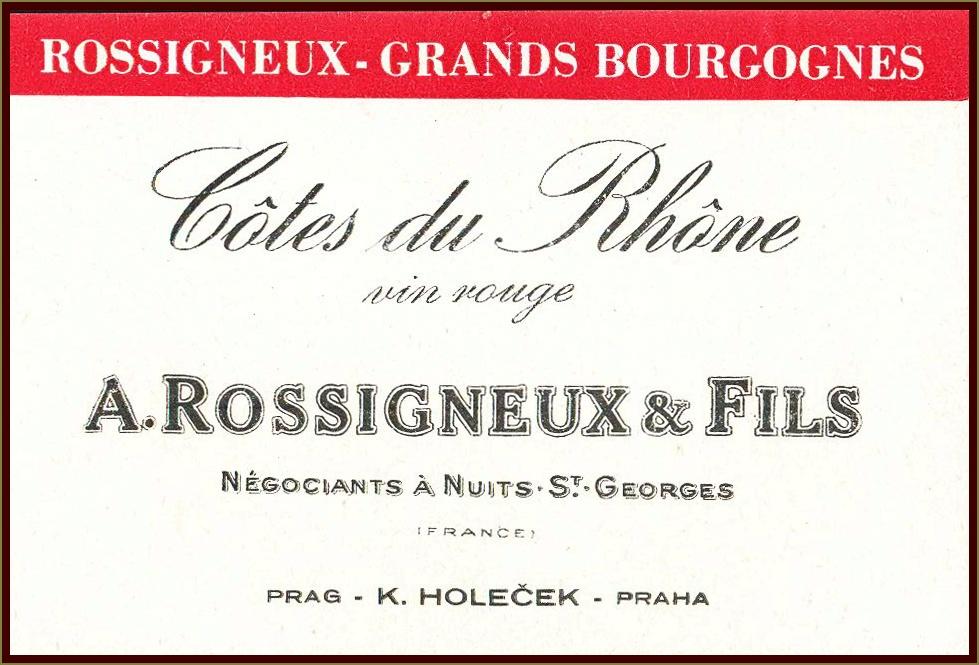 ROSSIGNEUX - GRANDS BOURGOGNES
Côtes du Rhône
vin rouge
A. ROSSIGNEUX & FILS
NÉGOCIANTS À NUITS · ST. · GEORGES
(FRANCE)
PRAG - K. HOLEČEK - PRAHA